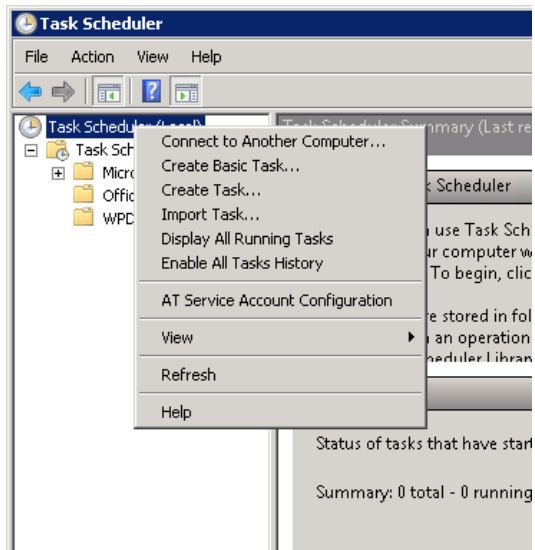 Task Scheduler
File Action View Help
Task Scheduler (Local)
Task Scheduler Summary (Last re
Task Sch
Micro
Offic
WPD
Connect to Another Computer...
Create Basic Task...
Create Task...
Import Task...
Display All Running Tasks
Enable All Tasks History
AT Service Account Configuration
View
Refresh
Help
k Scheduler
use Task Sch
ur computer w
To begin, clic
re stored in fol
an operation
heduler Librar
Status of tasks that have start
Summary: 0 total - 0 running